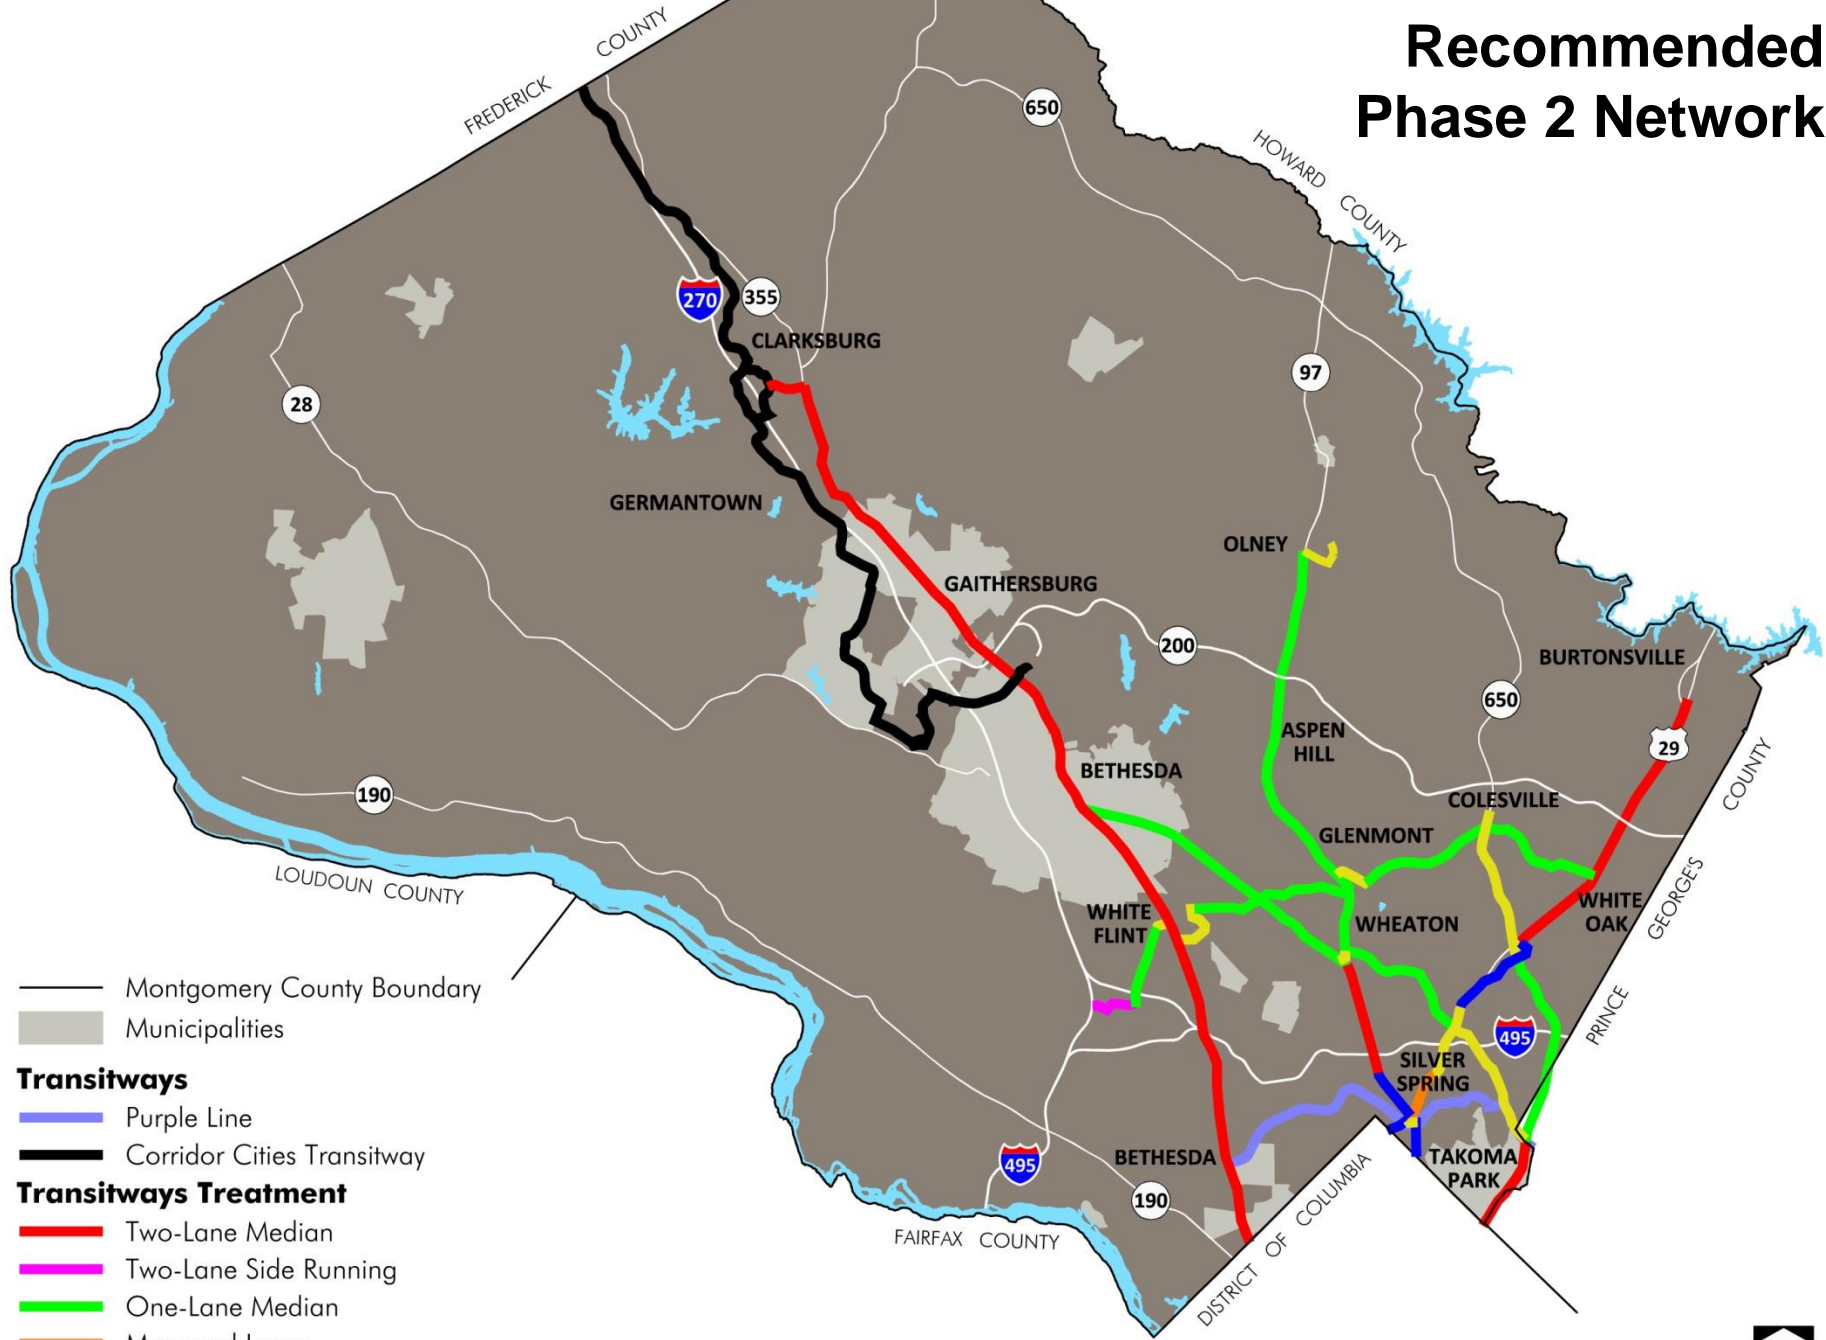 Recommended
Phase 2 Network
FREDERICK COUNTY
650
HOWARD COUNTY
270
355
CLARKSBURG
97
28
GERMANTOWN
OLNEY
GAITHERSBURG
200
BURTONSVILLE
650
ASPEN
HILL
29
BETHESDA
190
COLESVILLE
GLENMONT
PRINCE GEORGE'S COUNTY
LOUDOUN COUNTY
WHITE
FLINT
WHEATON
WHITE
OAK
495
SILVER
SPRING
BETHESDA
495
TAKOMA
PARK
190
FAIRFAX COUNTY
DISTRICT OF COLUMBIA
Montgomery County Boundary
Municipalities
Transitways
Purple Line
Corridor Cities Transitway
Transitways Treatment
Two-Lane Median
Two-Lane Side Running
One-Lane Median